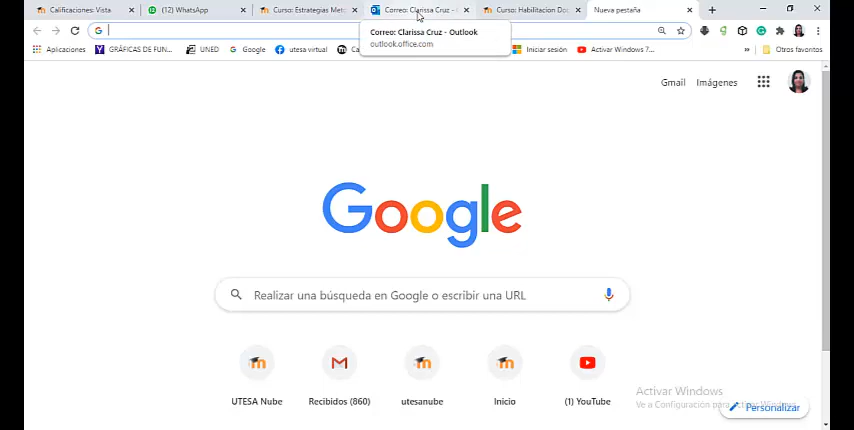 Calificaciones: Vista
(12) WhatsApp
Curso: Estrategias Met
Correo: Clarissa Cruz -
Curso: Habilitacion Doc
Nueva pestaña
G
Aplicaciones
GRÁFICAS DE FUN...
UNED
Google
utesa virtual
Ca
Iniciar sesión
Activar Windows 7...
»
Otros favoritos
Correo: Clarissa Cruz - Outlook
outlook.office.com
Gmail
Imágenes
Google
Realizar una búsqueda en Google o escribir una URL
UTESA Nube
Recibidos (860)
utesanube
Inicio
(1) YouTube
Activar Windows
Ve a Configuración para
Personalizar